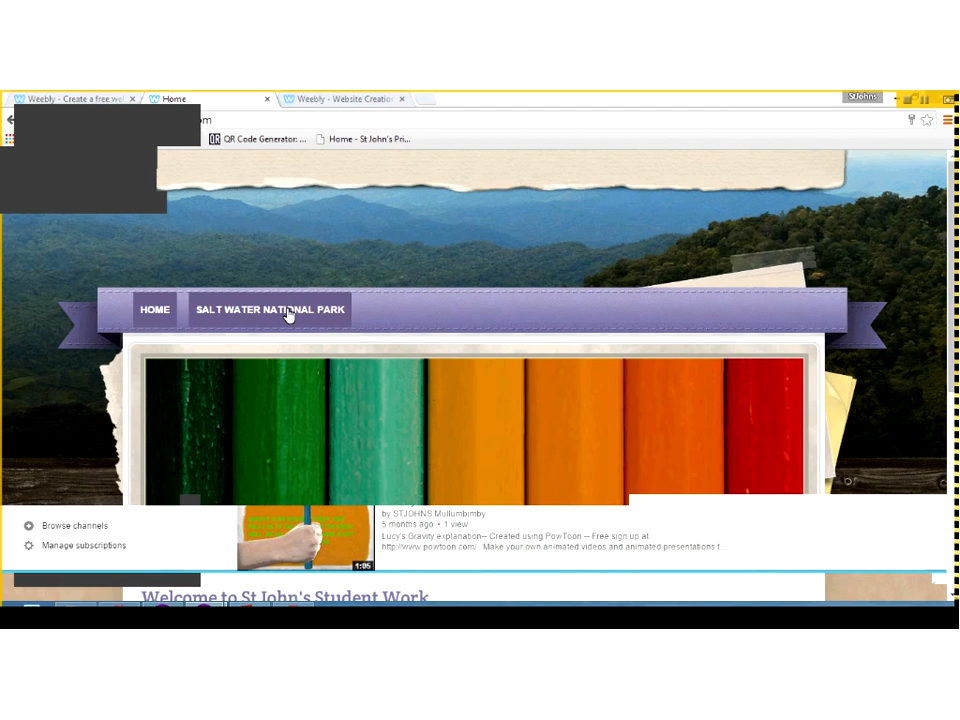 Weebly - Create a free wel
Home
Weebly - Website Creatio
StJohns
om
QR Code Generator: ...
Home - St John's Pri...
HOME
SALT WATER NATIONAL PARK
by STJOHNS Mullumbimby
5 months ago • 1 view
Lucy's Gravity explanation-- Created using PowToon -- Free sign up at
http://www.powtoon.com/ . Make your own animated videos and animated presentations f...
Browse channels
Manage subscriptions
1:05
Welcome to St John's Student Work